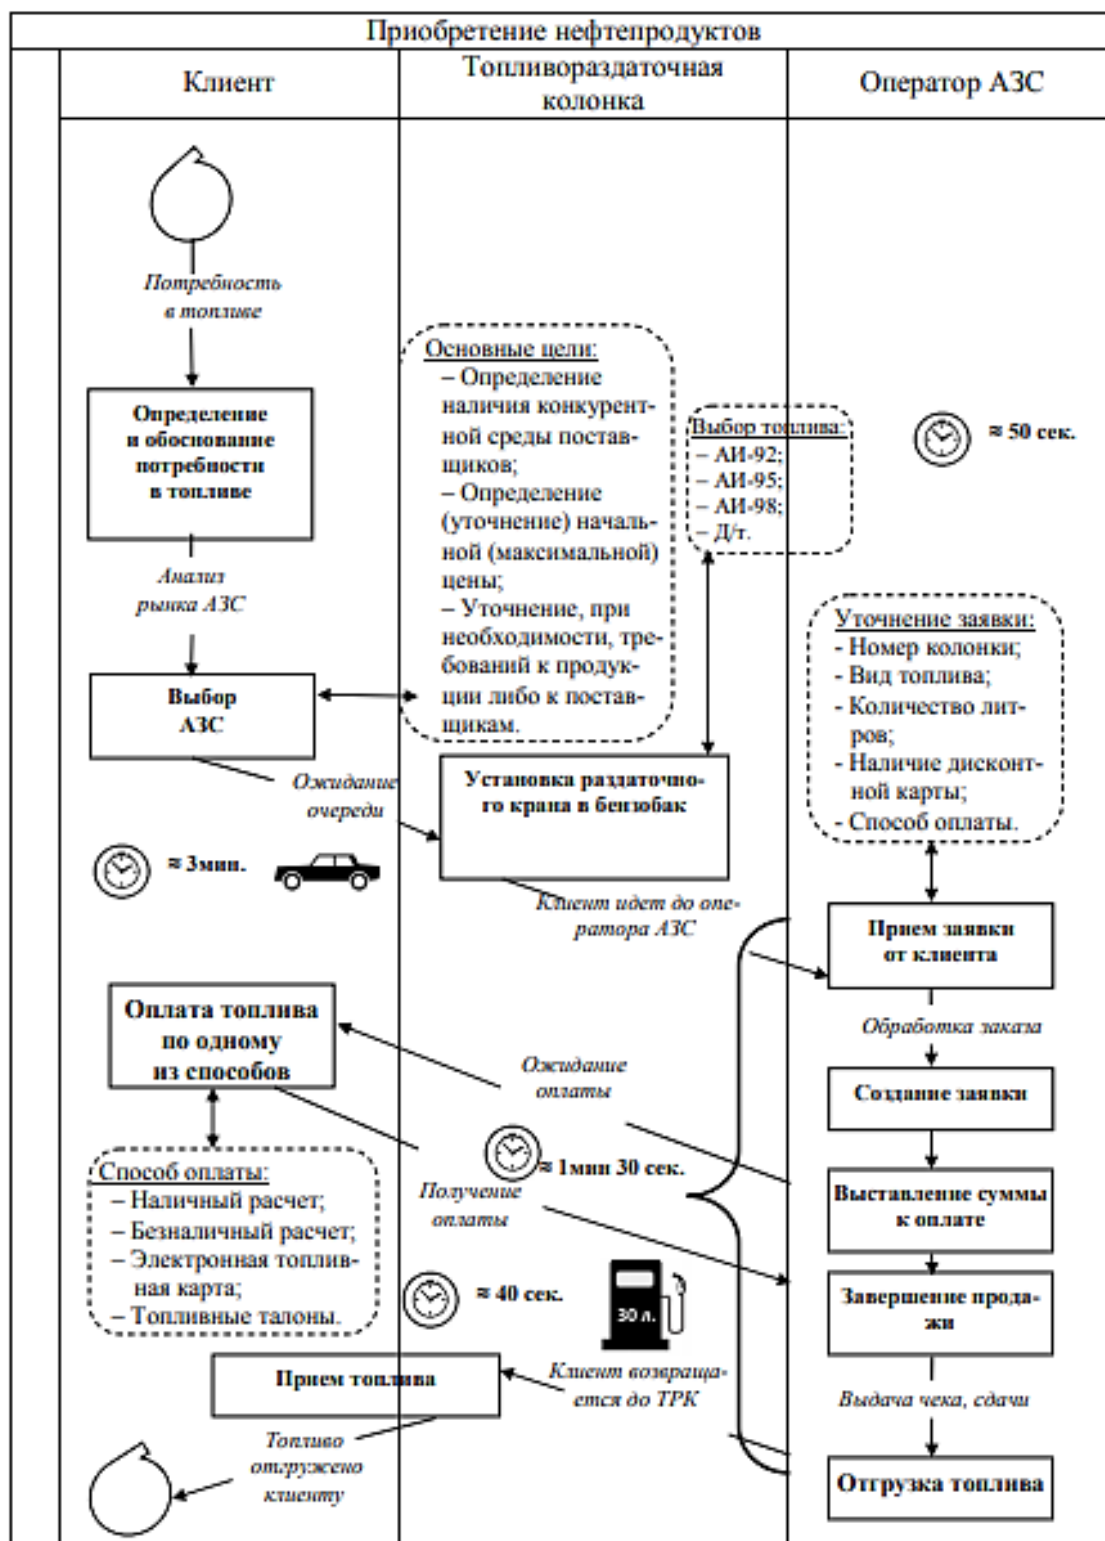 Приобретение нефтепродуктов
Клиент
Топливораздаточная
колонка
Оператор АЗС
Потребность
в топливе
Определение
и обоснование
потребности
в топливе
Анализ
рынка АЗС
Выбор
АЗС
Основные цели:
– Определение
наличия конкурент-
ной среды постав-
щиков;
– Определение
(уточнение) началь-
ной (максимальной)
цены;
– Уточнение, при
необходимости, тре-
бований к продук-
ции либо к постав-
щикам.
Выбор топлива:
– АИ-92;
– АИ-95;
– АИ-98;
– Д/т.
≈ 50 сек.
Уточнение заявки:
- Номер колонки;
- Вид топлива;
- Количество лит-
ров;
- Наличие дисконт-
ной карты;
- Способ оплаты.
Ожидание
очереди
Установка раздаточно-
го крана в бензобак
≈ 3мин.
Клиент идет до опе-
ратора АЗС
Прием заявки
от клиента
Обработка заказа
Создание заявки
Оплата топлива
по одному
из способов
Ожидание
оплаты
≈ 1мин 30 сек.
Выставление суммы
к оплате
Способ оплаты:
– Наличный расчет;
– Безналичный расчет;
– Электронная топлив-
ная карта;
– Топливные талоны.
Получение
оплаты
≈ 40 сек.
30 л.
Завершение прода-
жи
Прием топлива
Клиент возвраща-
ется до ТРК
Выдача чека, сдачи
Топливо
отгружено
клиенту
Отгрузка топлива